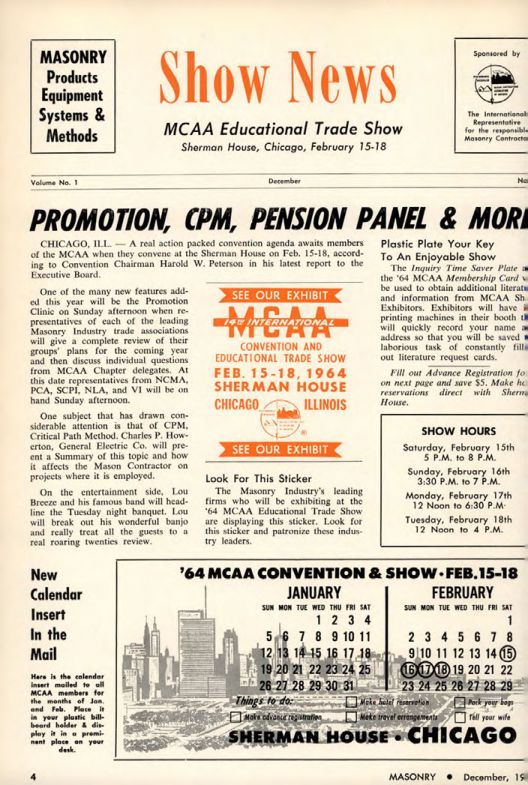 MASONRY
Products
Equipment
Systems &
Methods
Show News
MCAA Educational Trade Show
Sherman House, Chicago, February 15-18
Sponsored by
The International
Representative
for the responsible
Masonry Contractor
Volume No. 1
December
PROMOTION, CPM, PENSION PANEL &
CHICAGO, ILL. — A real action packed convention agenda awaits members
of the MCAA when they convene at the Sherman House on Feb. 15-18, accord-
ing to Convention Chairman Harold W. Peterson in his latest report to the
Executive Board.
One of the many new features add-
ed this year will be the Promotion
Clinic on Sunday afternoon when re-
presentatives of each of the leading
Masonry Industry trade associations
will give a complete review of their
groups' plans for the coming year
and then discuss individual questions
from MCAA Chapter delegates. At
this date representatives from NCMA,
PCA, SCPI, NLA, and VI will be on
hand Sunday afternoon.
One subject that has drawn con-
siderable attention is that of CPM,
Critical Path Method. Charles P. How-
erton, General Electric Co. will pre-
ent a Summary of this topic and how
it affects the Mason Contractor on
projects where it is employed.
On the entertainment side, Lou
Breeze and his famous band will head-
line the Tuesday night banquet. Lou
will break out his wonderful banjo
and really treat all the guests to a
real roaring twenties review.
SEE OUR EXHIBIT
MCAA
14TH INTERNATIONAL
CONVENTION AND
EDUCATIONAL TRADE SHOW
FEB. 15-18, 1964
SHERMAN HOUSE
CHICAGO ILLINOIS
SEE OUR EXHIBIT
Look For This Sticker
The Masonry Industry's leading
firms who will be exhibiting at the
'64 MCAA Educational Trade Show
are displaying this sticker. Look for
this sticker and patronize these indus-
try leaders.
Plastic Plate Your Key
To An Enjoyable Show
The Inquiry Time Saver Plate
the '64 MCAA Membership Card
be used to obtain additional
and information from MCAA
Exhibitors. Exhibitors will have
printing machines in their booth
will quickly record your name
address so that you will be saved
laborious task of constantly
out literature request cards.
Fill out Advance Registration
on next page and save $5. Make
reservations direct with
House.
SHOW HOURS
Saturday, February 15th
5 P.M. to 8 P.M.
Sunday, February 16th
3:30 P.M. to 7 P.M.
Monday, February 17th
12 Noon to 6:30 P.M.
Tuesday, February 18th
12 Noon to 4 P.M.
New
Calendar
Insert
In the
Mail
Here is the calendar
insert mailed to all
MCAA members for
the months of Jan.
and Feb. Place it
in your plastic bill-
board holder & dis-
play it in a promi-
nent place on your
desk.
'64 MCAA CONVENTION & SHOW•FEB.15-18
JANUARY
SUN MON TUE WED THU FRI SAT
1 2 3 4
5 6 7 8 9 10 11
12 13 14 15 16 17 18
19 20 21 22 23 24 25
26 27 28 29 30 31
FEBRUARY
SUN MON TUE WED THU FRI SAT
1
2 3 4 5 6 7 8
9 10 11 12 13 14 15
16 17 18 19 20 21 22
23 24 25 26 27 28 29
Things to do:
Make hotel reservation
Pack your bags
Make advance registration
Make travel arrangements
Tell your wife
SHERMAN HOUSE • CHICAGO
4
MASONRY • December,